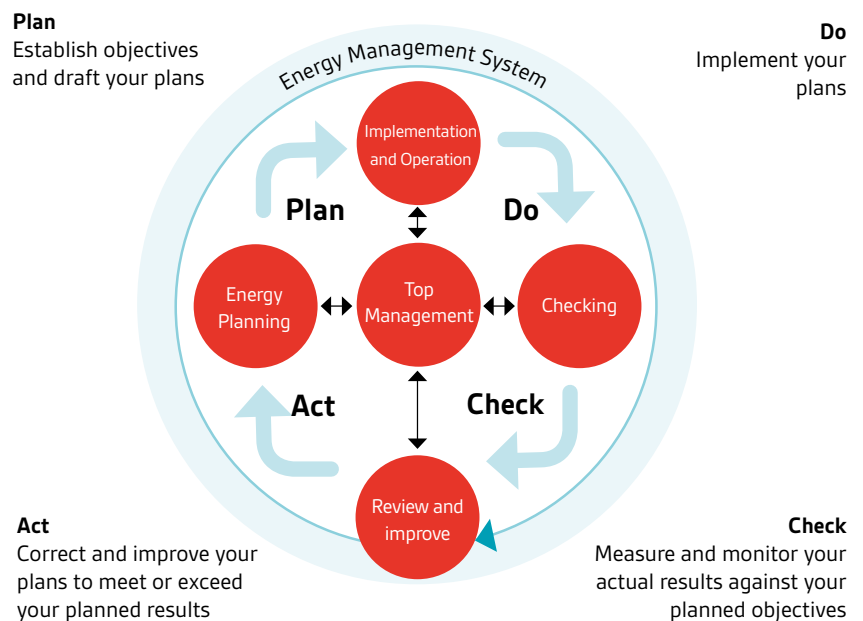 Plan
Establish objectives
and draft your plans
Do
Implement your
plans
Energy Management System
Implementation
and Operation
Plan
Do
Energy
Planning
Top
Management
Checking
Act
Check
Review and
improve
Act
Correct and improve your
plans to meet or exceed
your planned results
Check
Measure and monitor your
actual results against your
planned objectives